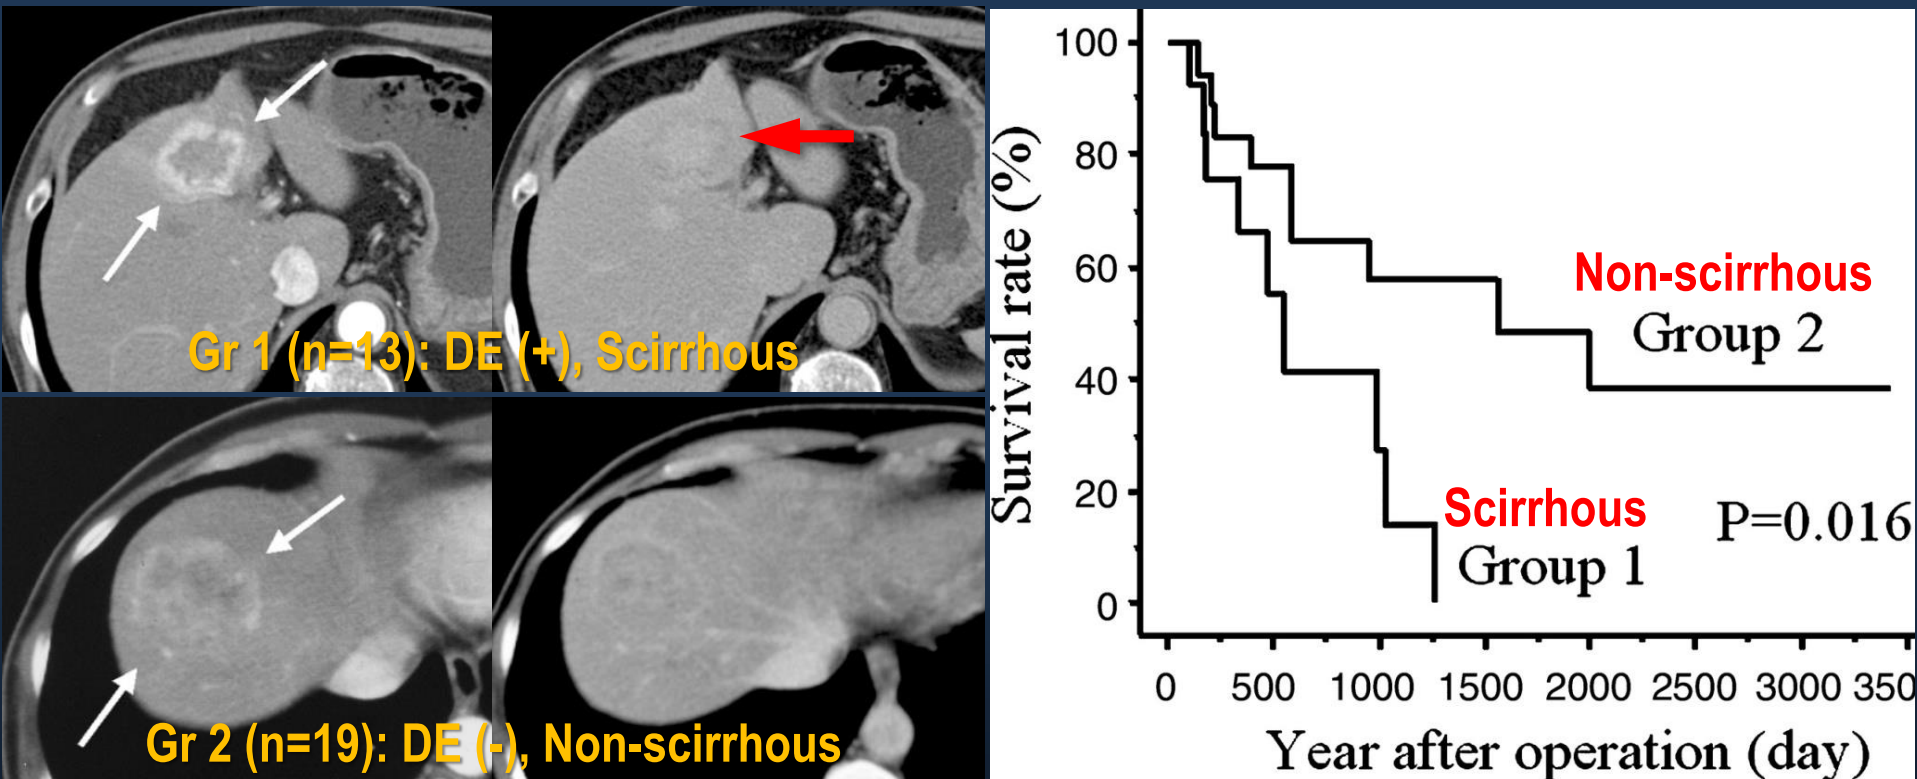 Gr 1 (n=13): DE (+), Scirrhous
Gr 2 (n=19): DE (-), Non-scirrhous
Survival rate (%)
100
80
60
40
20
0
Non-scirrhous
Group 2
Scirrhous
Group 1
P=0.016
0 500 1000 1500 2000 2500 3000 350
Year after operation (day)